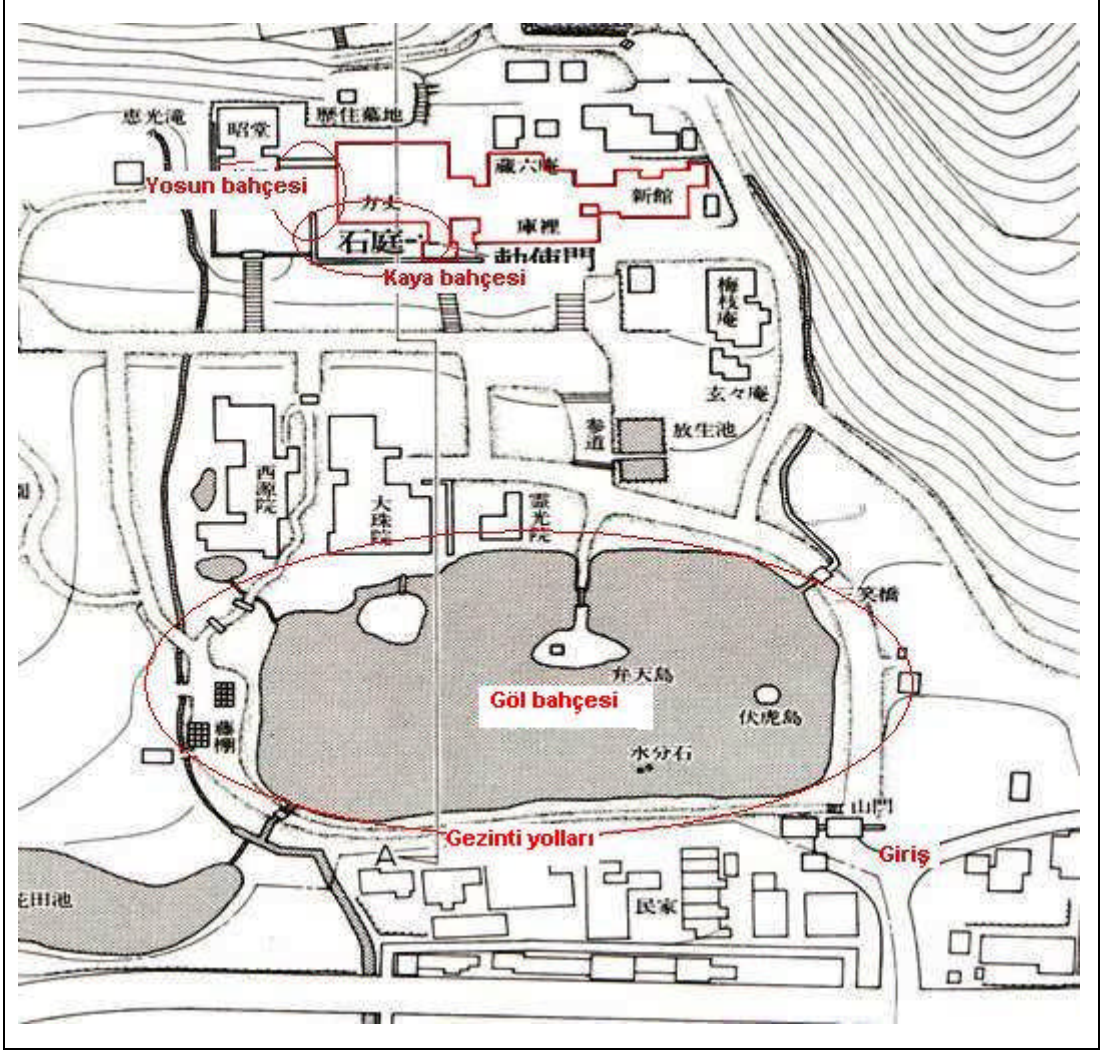 恵光滝
昭堂
歴住墓地
蔵六庵
Yosun bahçesi
方丈
新館
庫裡
石庭
勅使門
Kaya bahçesi
梅枝庵
玄々庵
参道
放生池
西源院
大珠院
霊光院
笑橋
弁天島
Göl bahçesi
伏虎島
藤棚
水分石
山門
Gezinti yolları
Giriş
A
民家
花田池